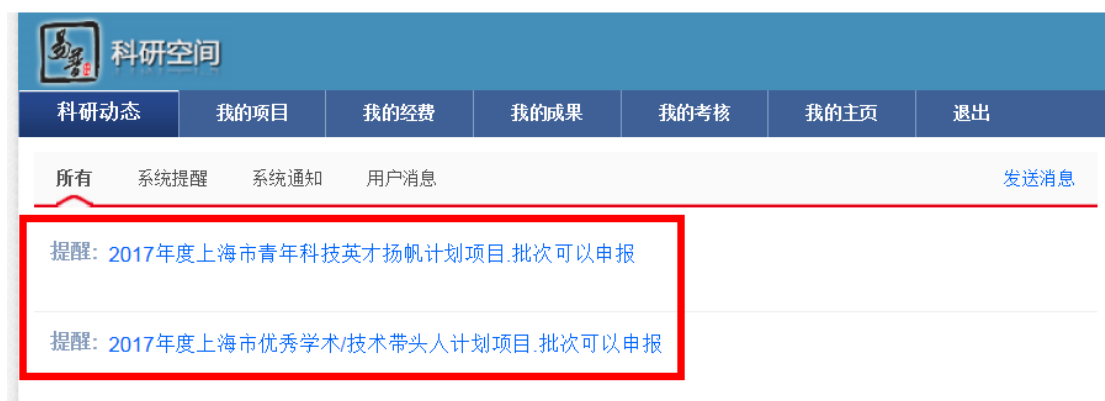 易普
科研空间
科研动态 我的项目 我的经费 我的成果 我的考核 我的主页 退出
所有 系统提醒 系统通知 用户消息 发送消息
提醒: 2017年度上海市青年科技英才扬帆计划项目.批次可以申报
提醒: 2017年度上海市优秀学术/技术带头人计划项目.批次可以申报